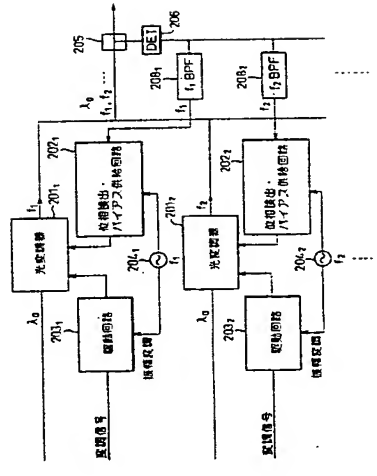 205
206
DET
λ₀
f₁, f₂ …
208₁
f₁ BPF
208₂
f₂ BPF
f₁
f₂
202₁
位相検出・
バイアス供給回路
202₂
位相検出・
バイアス供給回路
f₁
201₁
光変調器
f₂
201₂
光変調器
204₁
f₁
204₂
f₂
λ₀
203₁
駆動回路
振幅変調
変調信号
λ₀
203₂
駆動回路
振幅変調
変調信号